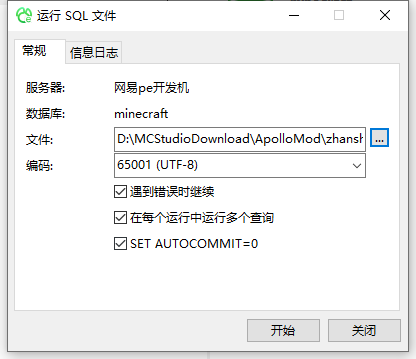 运行 SQL 文件
常规 信息日志
服务器: 网易pe开发机
数据库: minecraft
文件: D:\MCStudioDownload\ApolloMod\zhansh ...
编码: 65001 (UTF-8)
遇到错误时继续
在每个运行中运行多个查询
SET AUTOCOMMIT=0
开始 关闭